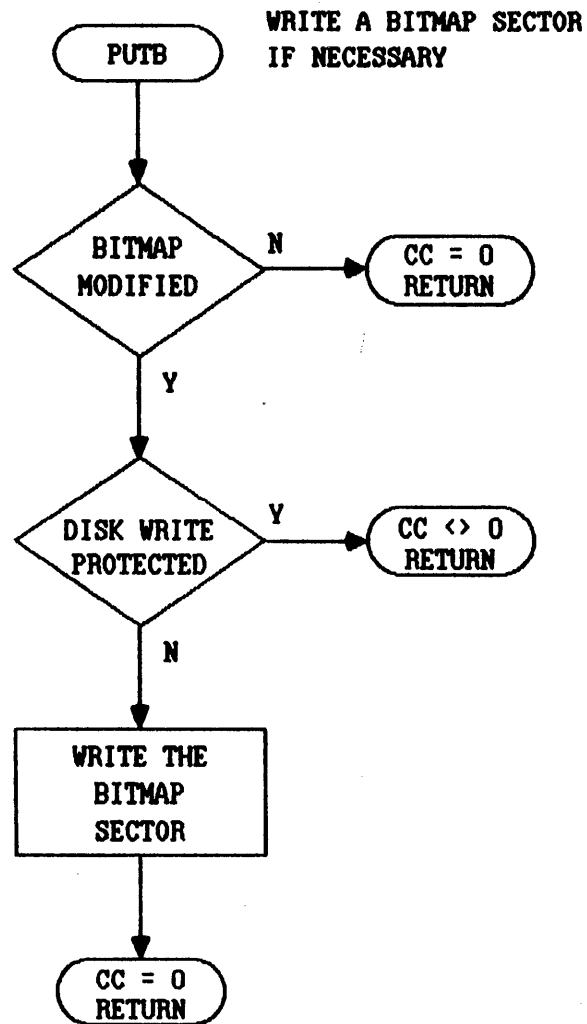 WRITE A BITMAP SECTOR
IF NECESSARY
PUTB
BITMAP
MODIFIED
N
CC = 0
RETURN
Y
DISK WRITE
PROTECTED
Y
CC <> 0
RETURN
N
WRITE THE
BITMAP
SECTOR
CC = 0
RETURN